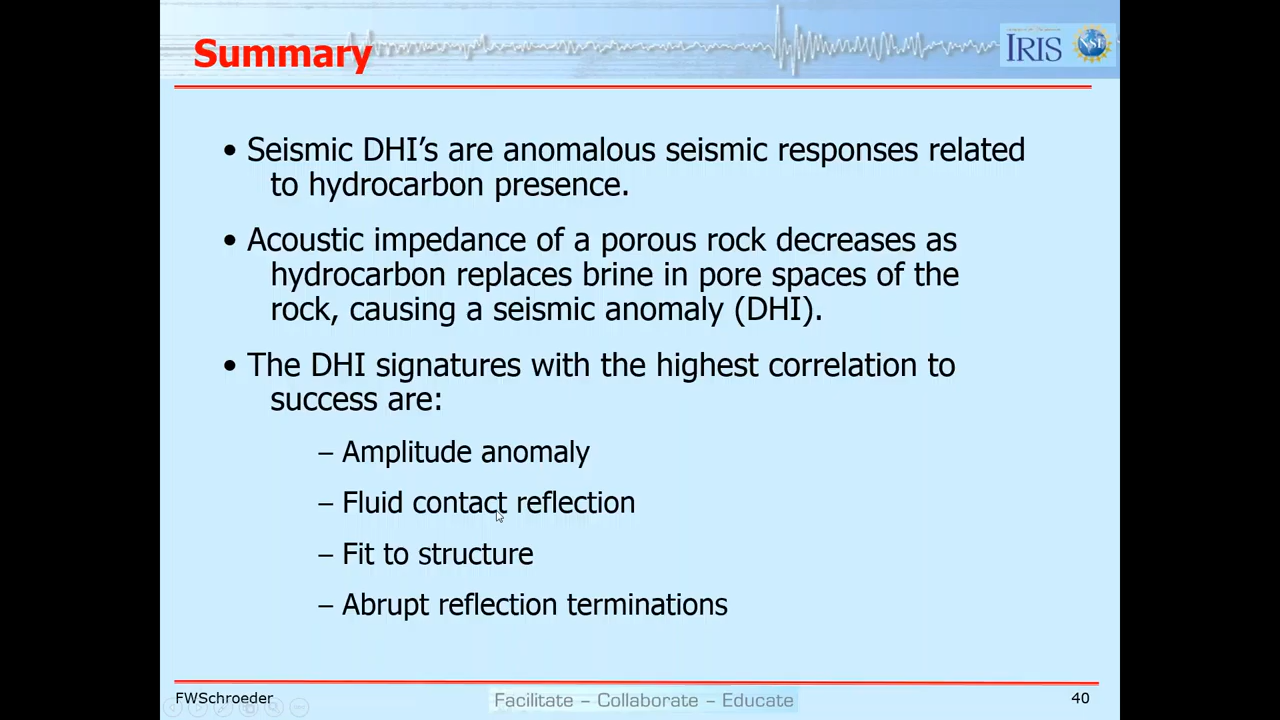 Summary
IRIS
NSF
• Seismic DHI’s are anomalous seismic responses related
to hydrocarbon presence.
• Acoustic impedance of a porous rock decreases as
hydrocarbon replaces brine in pore spaces of the
rock, causing a seismic anomaly (DHI).
• The DHI signatures with the highest correlation to
success are:
– Amplitude anomaly
– Fluid contact reflection
– Fit to structure
– Abrupt reflection terminations
FWSchroeder
Facilitate – Collaborate – Educate
40